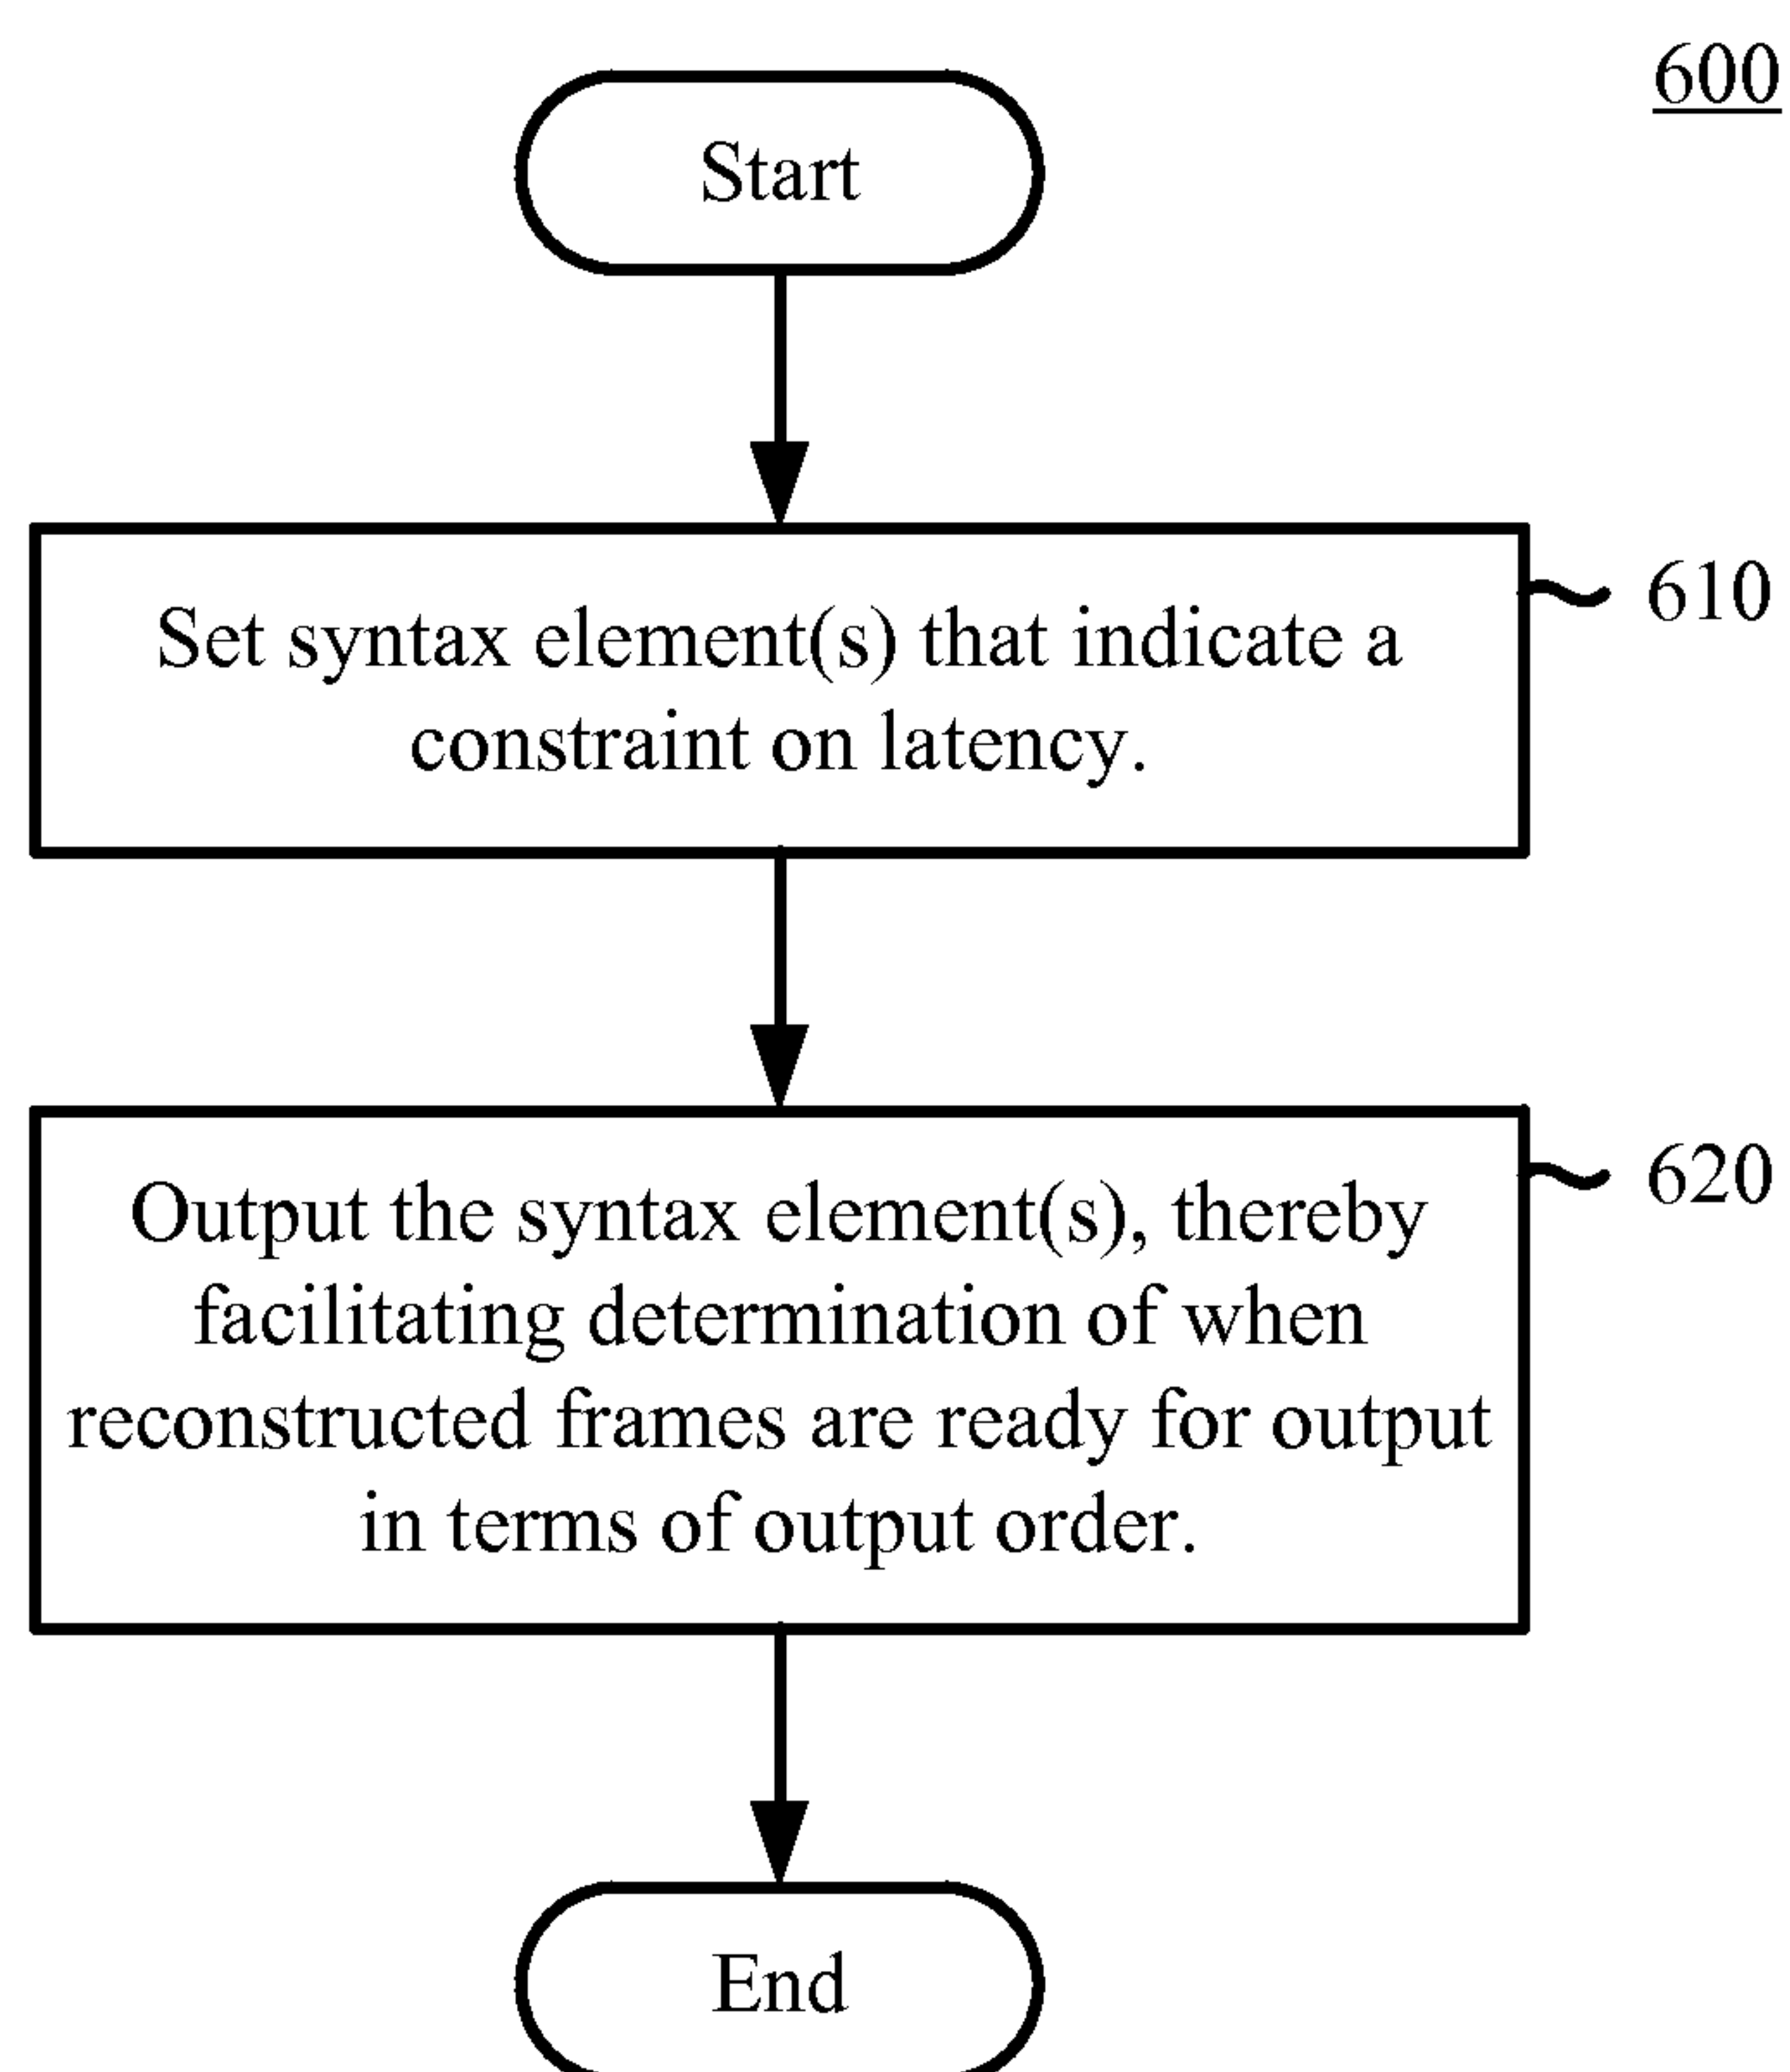 600
Start
Set syntax element(s) that indicate a
constraint on latency.
610
Output the syntax element(s), thereby
facilitating determination of when
reconstructed frames are ready for output
in terms of output order.
620
End